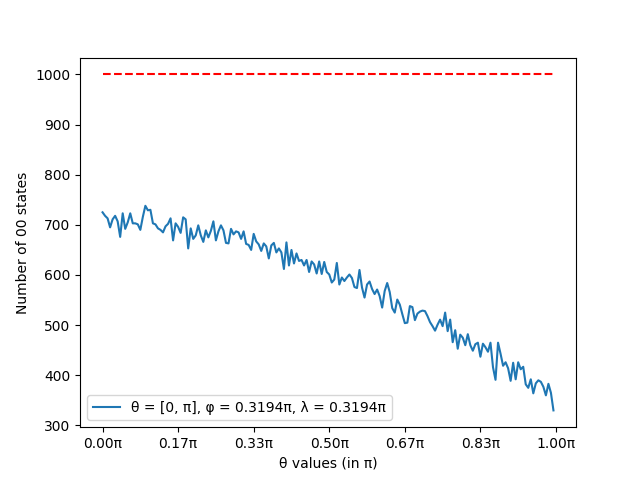 1000
900
800
700
600
500
400
300
Number of 00 states
θ = [0, π], φ = 0.3194π, λ = 0.3194π
0.00π 0.17π 0.33π 0.50π 0.67π 0.83π 1.00π
θ values (in π)